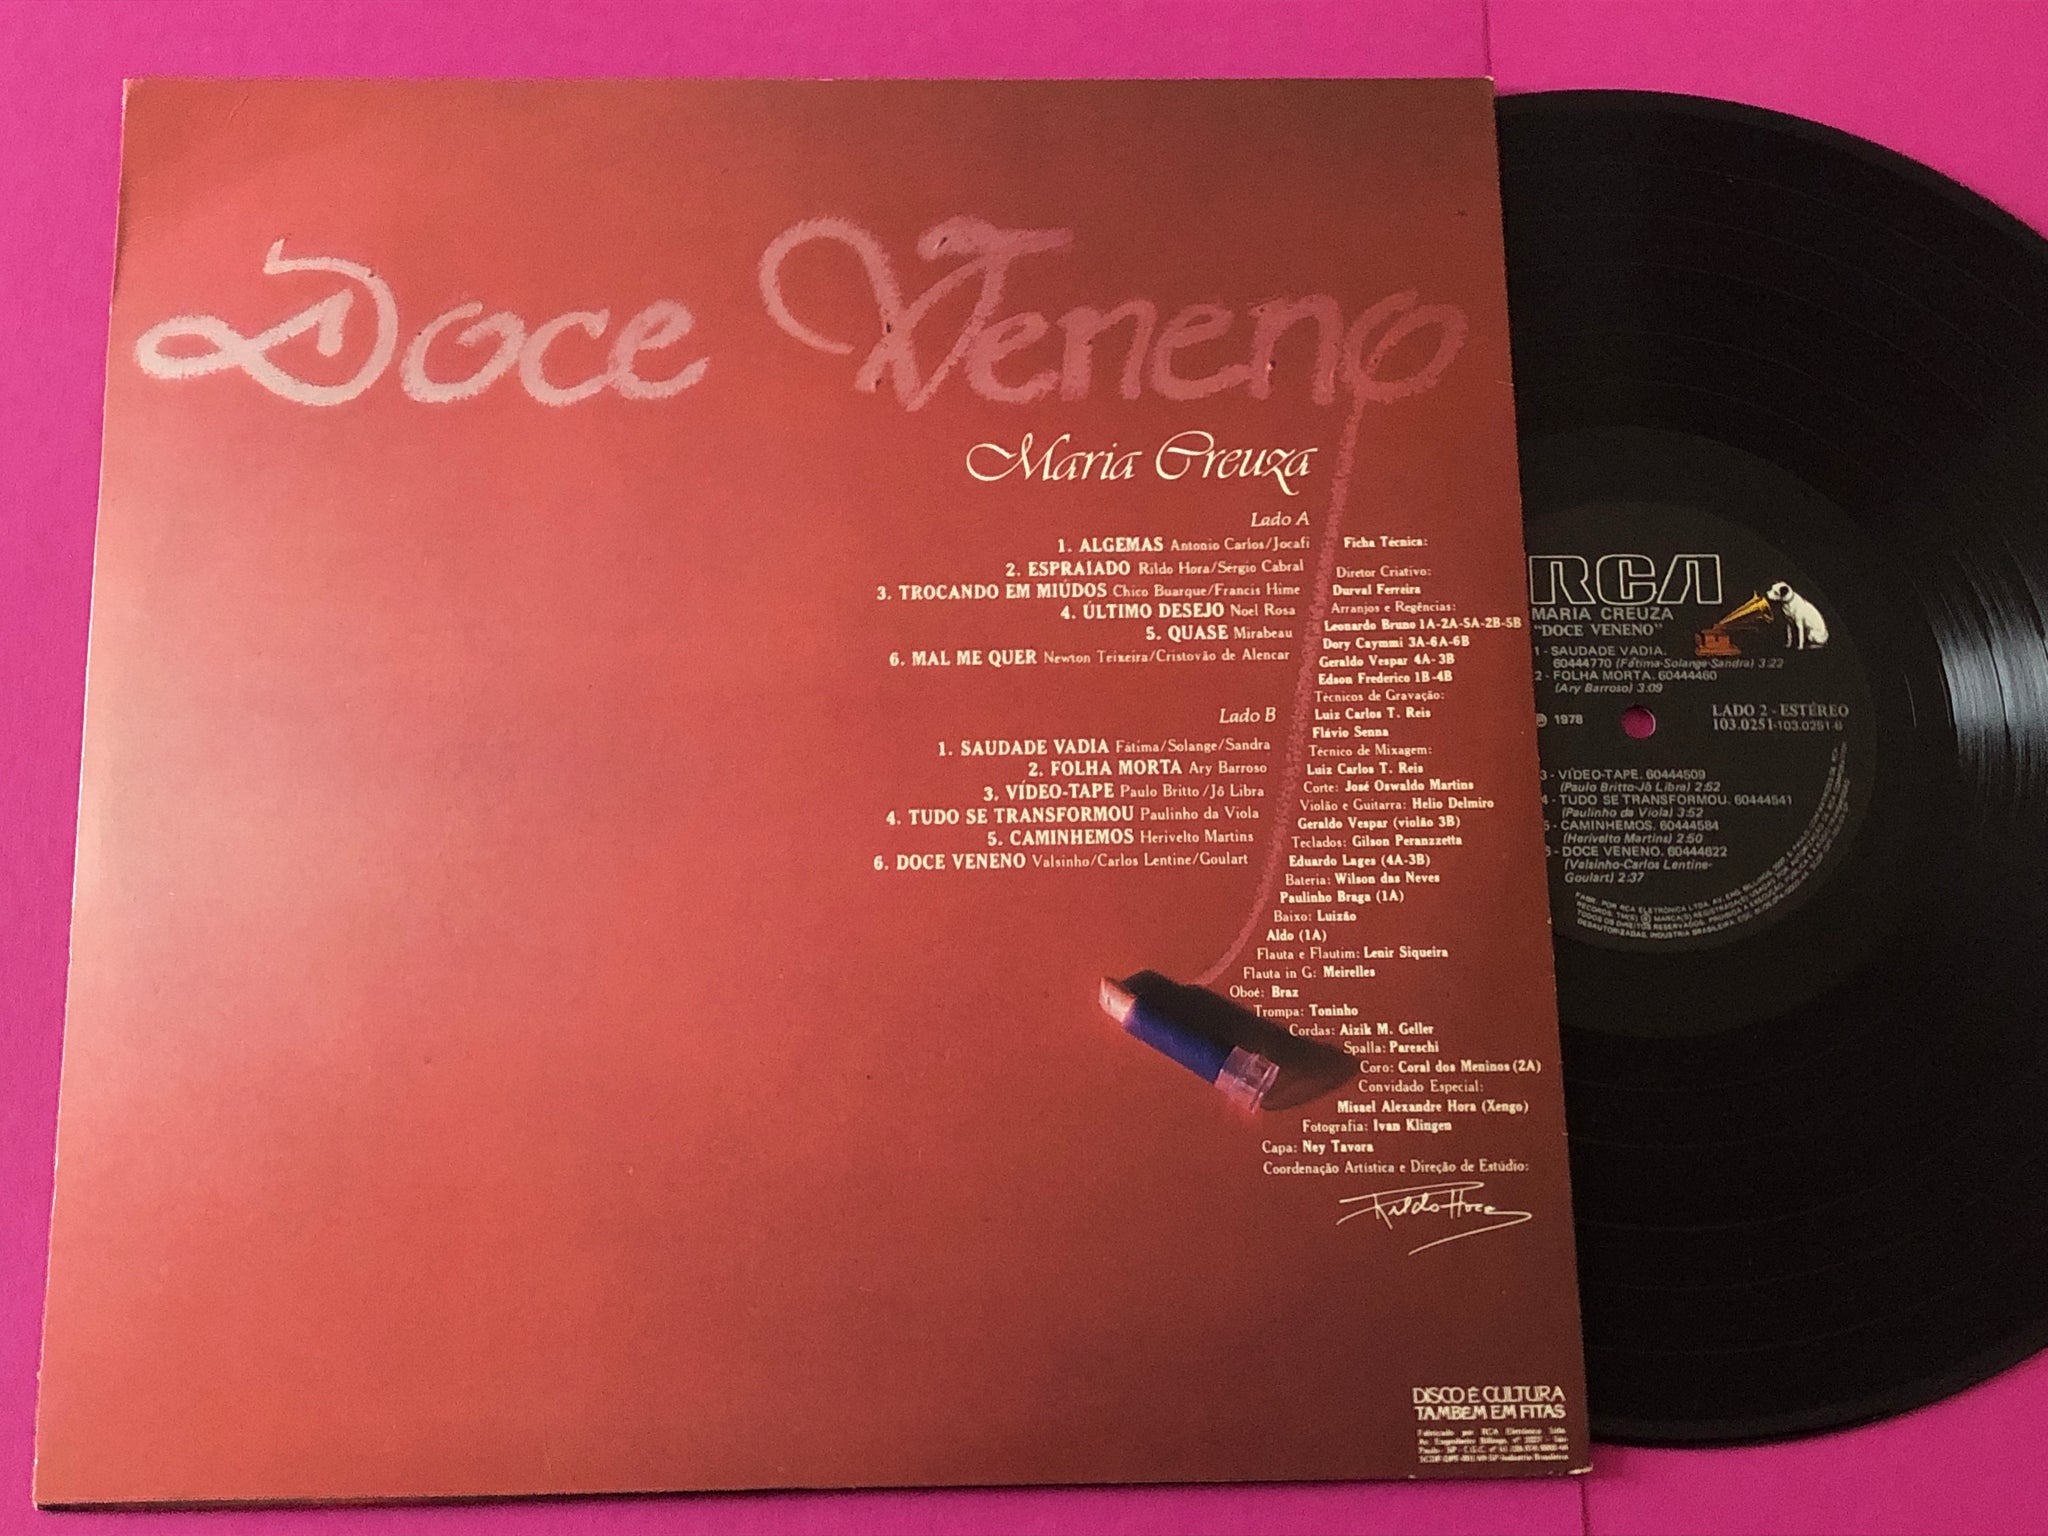 Doce Veneno
Maria Creuza
Lado A
1. ALGEMAS Antonio Carlos/Jocafi
2. ESPRAIADO Rildo Hora/Sérgio Cabral
3. TROCANDO EM MIÚDOS Chico Buarque/Francis Hime
4. ÚLTIMO DESEJO Noel Rosa
5. QUASE Mirabeau
6. MAL ME QUER Newton Teixeira/Cristovão de Alencar
Lado B
1. SAUDADE VADIA Fátima/Solange/Sandra
2. FOLHA MORTA Ary Barroso
3. VÍDEO-TAPE Paulo Britto/Jô Libra
4. TUDO SE TRANSFORMOU Paulinho da Viola
5. CAMINHEMOS Herivelto Martins
6. DOCE VENENO Valsinho/Carlos Lentine/Goulart
Ficha Técnica:
Diretor Criativo:
Durval Ferreira
Arranjos e Regências:
Leonardo Bruno 1A-2A-5A-2B-5B
Dory Caymmi 3A-6A-6B
Geraldo Vespar 4A-3B
Edson Frederico 1B-4B
Técnicos de Gravação:
Luiz Carlos T. Reis
Flávio Senna
Técnico de Mixagem:
Luiz Carlos T. Reis
Corte: José Oswaldo Martins
Violão e Guitarra: Helio Delmiro
Geraldo Vespar (violão 3B)
Teclados: Gilson Peranzzetta
Eduardo Lages (4A-3B)
Bateria: Wilson das Neves
Paulinho Braga (1A)
Baixo: Luizão
Aldo (1A)
Flauta e Flautim: Lenir Siqueira
Flauta in G: Meirelles
Oboé: Braz
Trompa: Toninho
Cordas: Aizik M. Geller
Spalla: Pareschi
Coro: Coral dos Meninos (2A)
Convidado Especial:
Misael Alexandre Hora (Xengo)
Fotografia: Ivan Klingen
Capa: Ney Tavora
Coordenação Artística e Direção de Estúdio:
Rildo Hora
DISCO É CULTURA
TAMBÉM EM FITAS
RCA
MARIA CREUZA
"DOCE VENENO"
1 - SAUDADE VADIA.
60444770 (Fátima-Solange-Sandra) 3:22
2 - FOLHA MORTA. 60444460
(Ary Barroso) 3:09
℗ 1978
LADO 2 - ESTÉREO
103.0251-103.0251-B
3 - VÍDEO-TAPE. 60444509
(Paulo Britto-Jô Libra) 2:52
4 - TUDO SE TRANSFORMOU. 60444541
(Paulinho da Viola) 3:52
5 - CAMINHEMOS. 60444584
(Herivelto Martins) 2:50
6 - DOCE VENENO. 60444622
(Valsinho-Carlos Lentine-
Goulart) 2:37